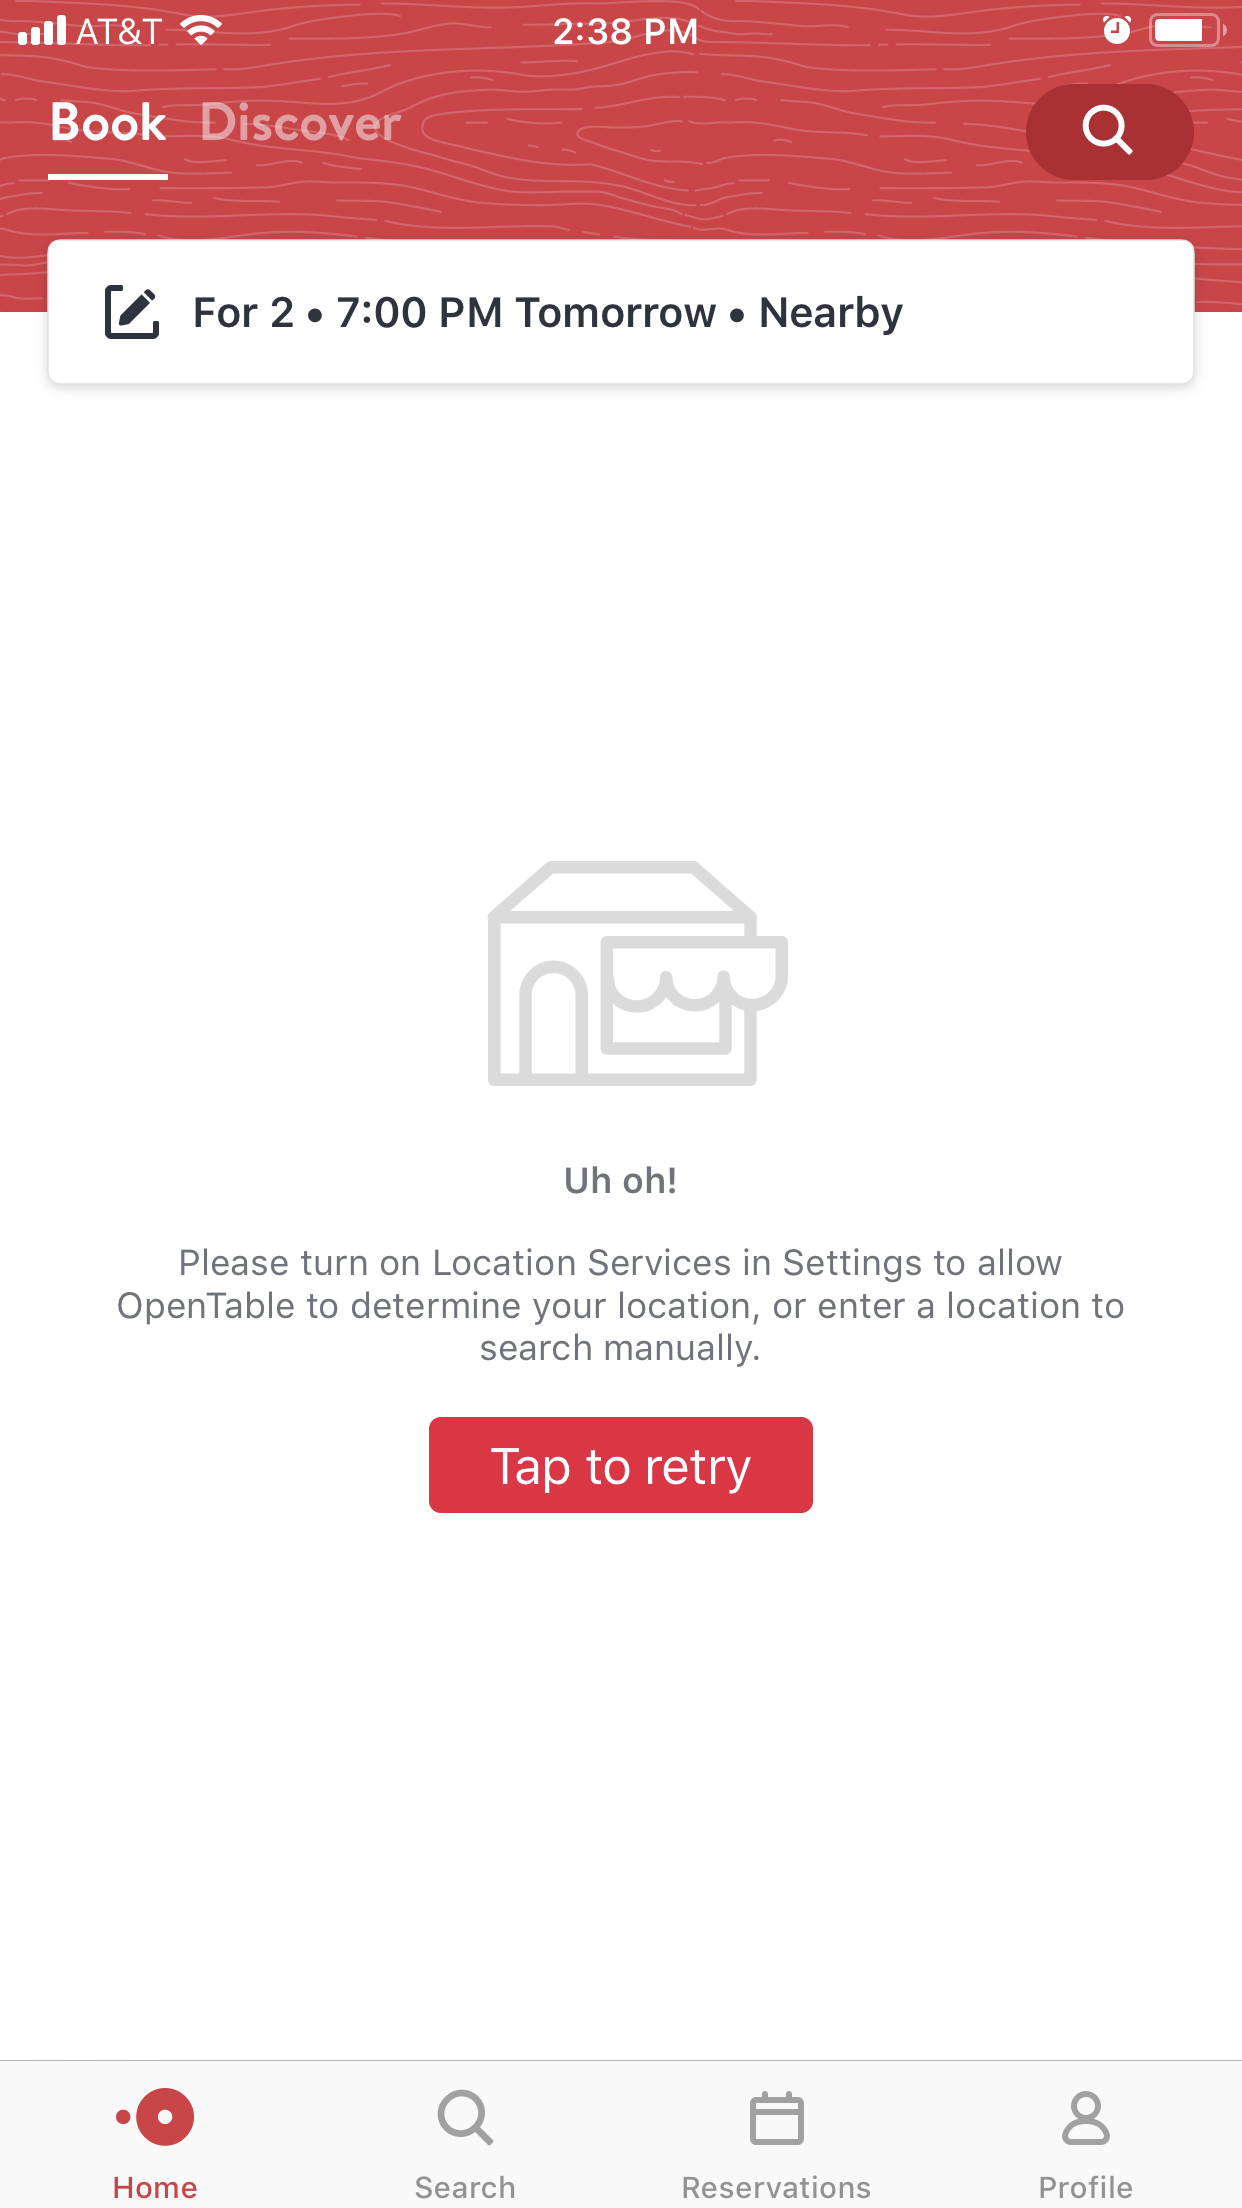 AT&T 2:38 PM
Book Discover
For 2 • 7:00 PM Tomorrow • Nearby
Uh oh!
Please turn on Location Services in Settings to allow
OpenTable to determine your location, or enter a location to
search manually.
Tap to retry
Home Search Reservations Profile